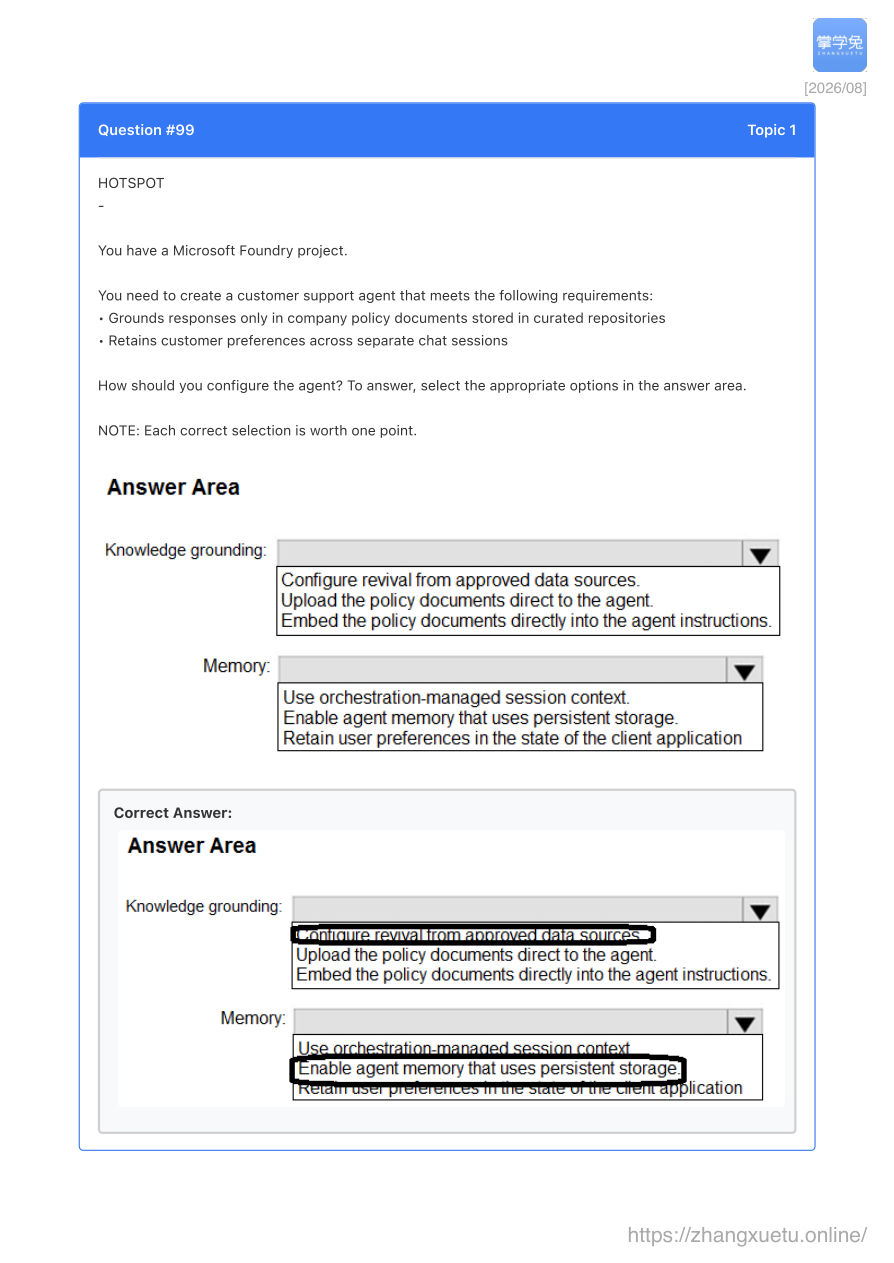 掌学兔
ZHANGXUETU
[2026/08]
Question #99 Topic 1
HOTSPOT
-
You have a Microsoft Foundry project.
You need to create a customer support agent that meets the following requirements:
• Grounds responses only in company policy documents stored in curated repositories
• Retains customer preferences across separate chat sessions
How should you configure the agent? To answer, select the appropriate options in the answer area.
NOTE: Each correct selection is worth one point.
Answer Area
Knowledge grounding:
Configure revival from approved data sources.
Upload the policy documents direct to the agent.
Embed the policy documents directly into the agent instructions.
Memory:
Use orchestration-managed session context.
Enable agent memory that uses persistent storage.
Retain user preferences in the state of the client application
Correct Answer:
Answer Area
Knowledge grounding:
Configure revival from approved data sources.
Upload the policy documents direct to the agent.
Embed the policy documents directly into the agent instructions.
Memory:
Use orchestration-managed session context
Enable agent memory that uses persistent storage.
Retain user preferences in the state of the client application
https://zhangxuetu.online/